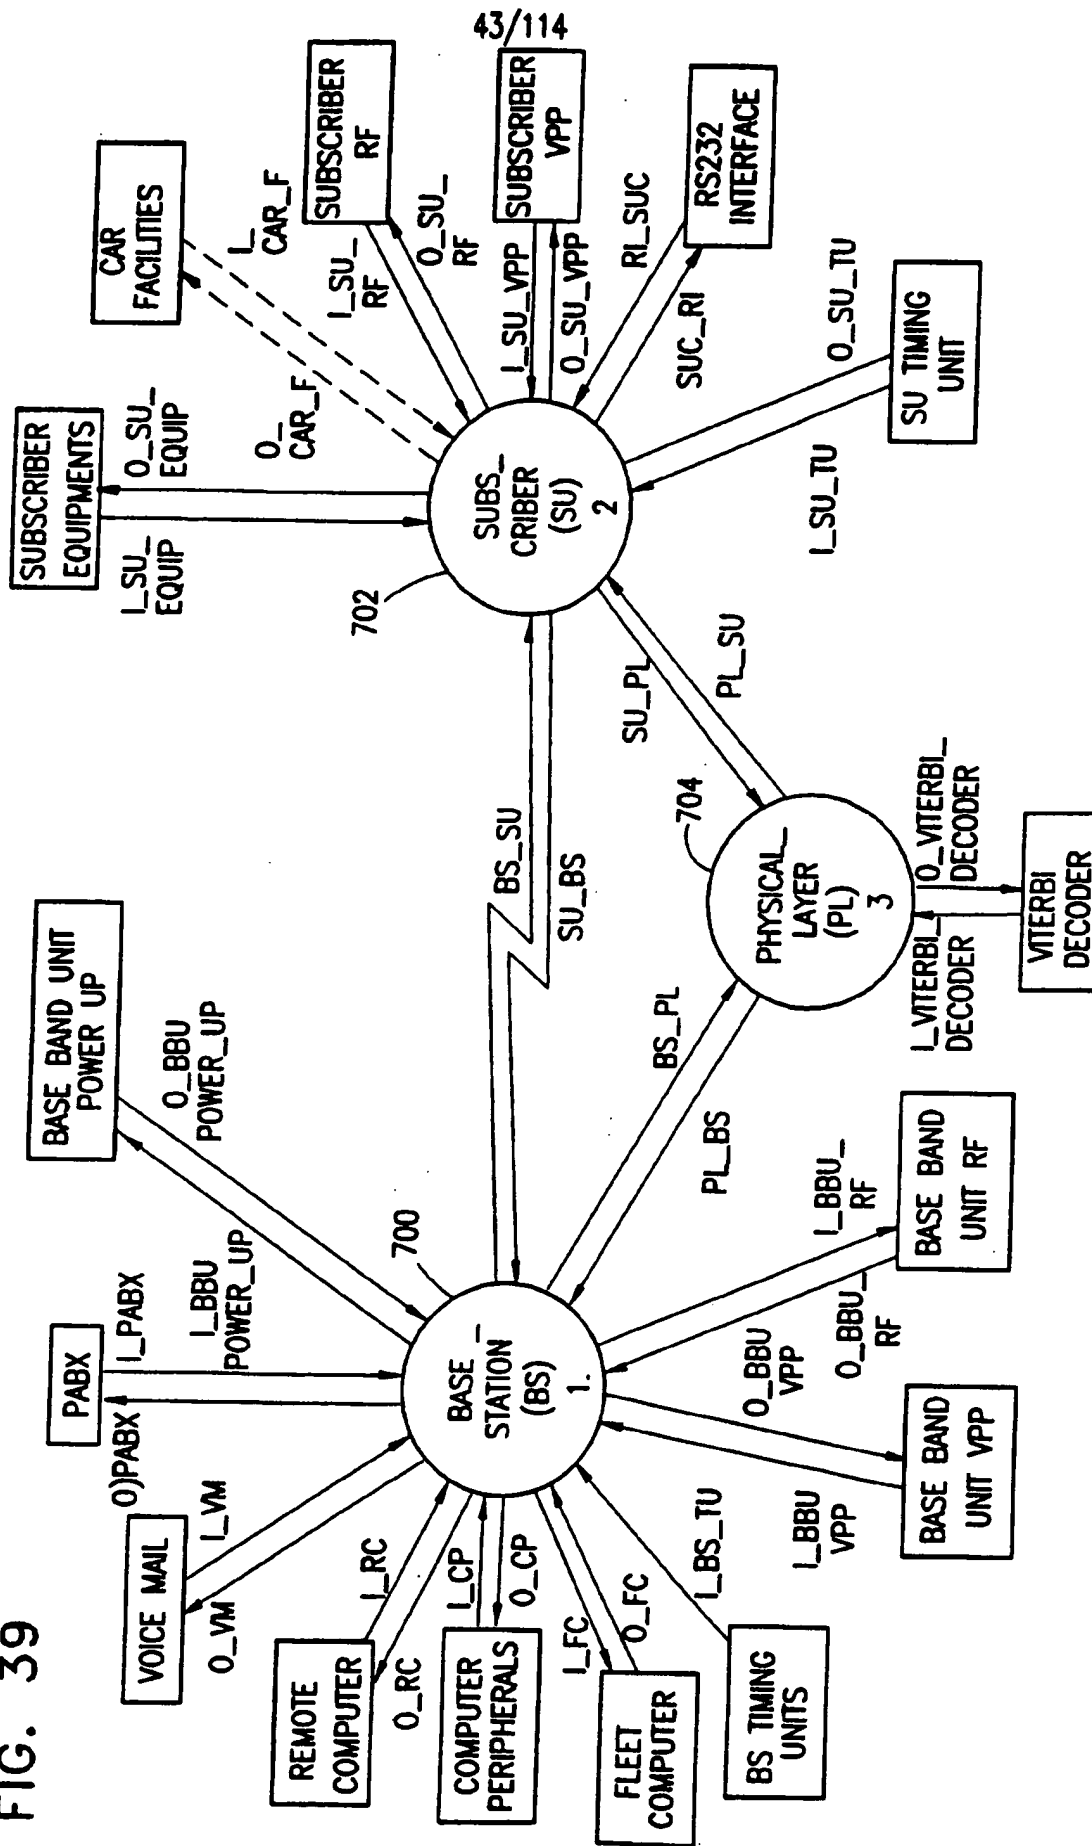 43/114
FIG. 39
PABX
O)PABX
I_PABX
BASE BAND UNIT
POWER UP
I_BBU
POWER_UP
O_BBU
POWER_UP
VOICE MAIL
O_VM
I_VM
REMOTE
COMPUTER
I_RC
O_RC
COMPUTER
PERIPHERALS
I_CP
O_CP
FLEET
COMPUTER
I_FC
O_FC
BS TIMING
UNITS
I_BS_TU
BASE BAND
UNIT VPP
I_BBU
VPP
O_BBU
VPP
BASE BAND
UNIT RF
O_BBU_
RF
I_BBU_
RF
700
BASE_
STATION
(BS)
1.
BS_SU
SU_BS
BS_PL
PL_BS
704
PHYSICAL_
LAYER
(PL)
3
I_VITERBI_
DECODER
O_VITERBI_
DECODER
VITERBI
DECODER
SU_PL
PL_SU
702
SUBS_
CRIBER
(SU)
2
SUBSCRIBER
EQUIPMENTS
I_SU_
EQUIP
O_SU_
EQUIP
CAR
FACILITIES
O_
CAR_F
I_
CAR_F
SUBSCRIBER
RF
I_SU_
RF
O_SU_
RF
SUBSCRIBER
VPP
I_SU_VPP
O_SU_VPP
RS232
INTERFACE
RI_SUC
SUC_RI
SU TIMING
UNIT
I_SU_TU
O_SU_TU